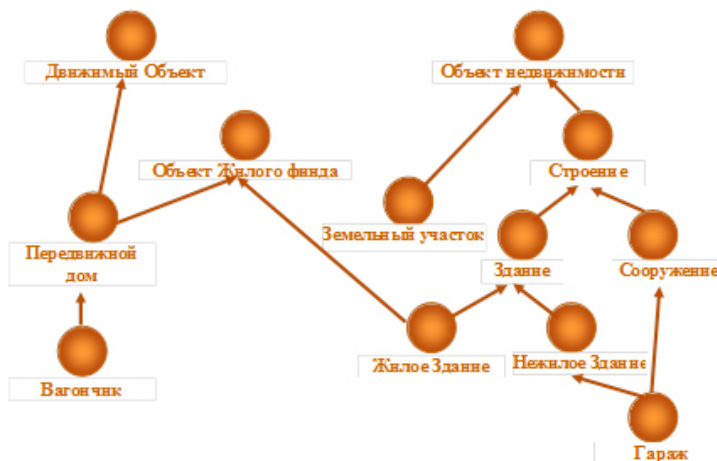 Движимый Объект
Объект недвижимости
Объект Жилого финда
Строение
Земельный участок
Передвижной
дом
Здание
Сооружение
Жилое Здание
Нежилое Здание
Вагончик
Гараж